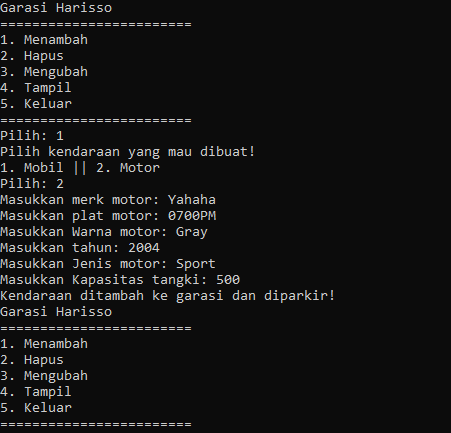 Garasi Harisso
========================
1. Menambah
2. Hapus
3. Mengubah
4. Tampil
5. Keluar
========================
Pilih: 1
Pilih kendaraan yang mau dibuat!
1. Mobil || 2. Motor
Pilih: 2
Masukkan merk motor: Yahaha
Masukkan plat motor: 0700PM
Masukkan Warna motor: Gray
Masukkan tahun: 2004
Masukkan Jenis motor: Sport
Masukkan Kapasitas tangki: 500
Kendaraan ditambah ke garasi dan diparkir!
Garasi Harisso
========================
1. Menambah
2. Hapus
3. Mengubah
4. Tampil
5. Keluar
========================